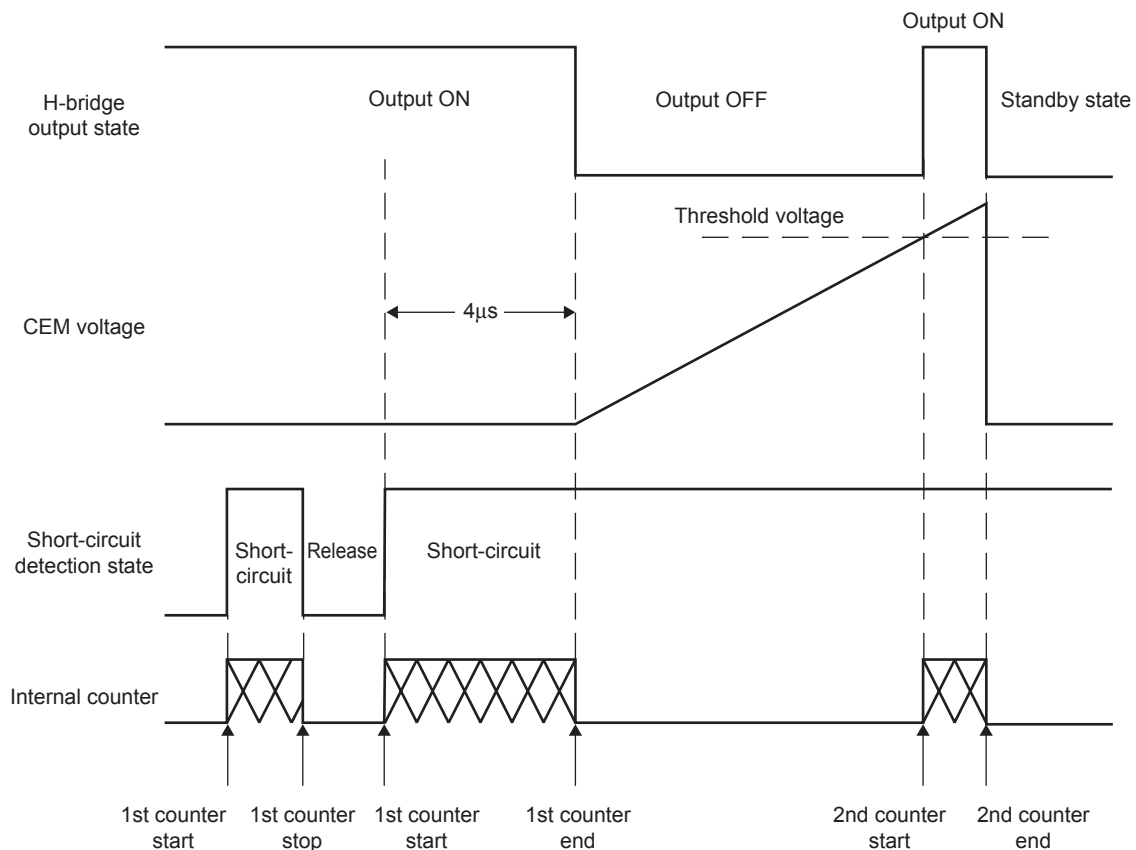 Output ON
H-bridge
output state
Output ON
Output OFF
Standby state
Threshold voltage
4μs
CEM voltage
Short-circuit
detection state
Short-
circuit
Release
Short-circuit
Internal counter
1st counter
start
1st counter
stop
1st counter
start
1st counter
end
2nd counter
start
2nd counter
end